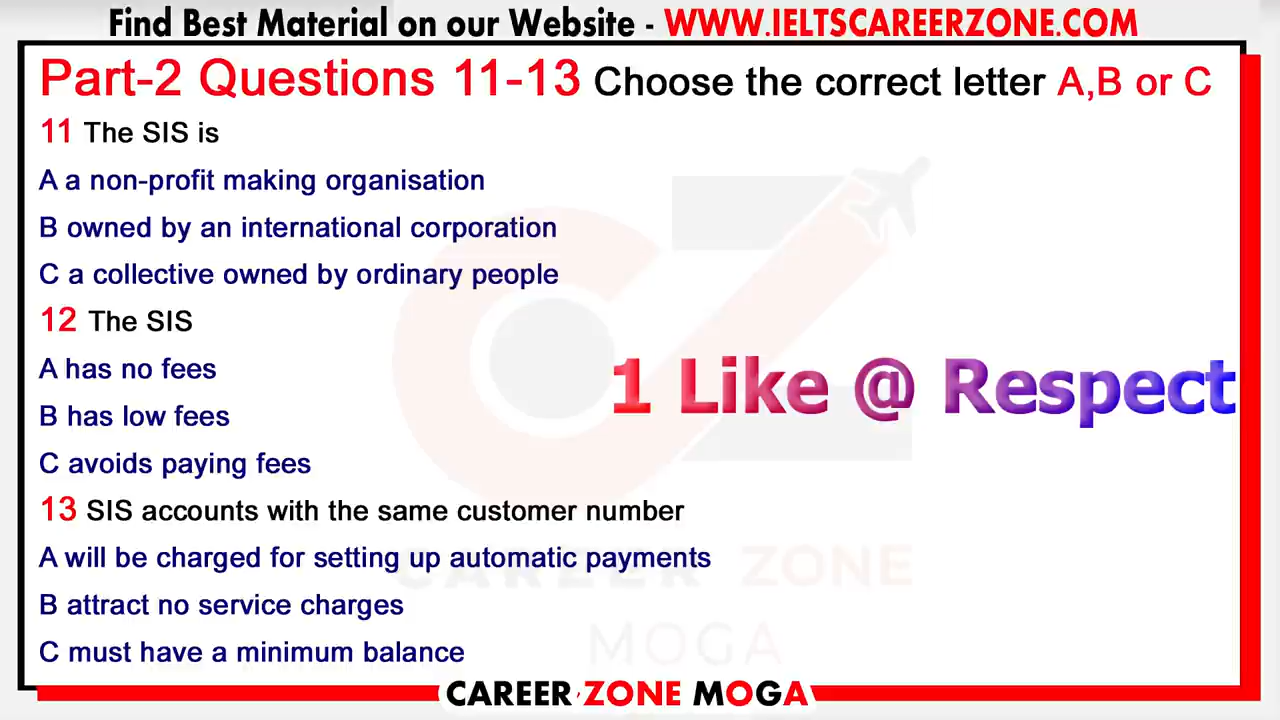 Find Best Material on our Website - WWW.IELTSCAREERZONE.COM
Part-2 Questions 11-13 Choose the correct letter A,B or C
11 The SIS is
A a non-profit making organisation
B owned by an international corporation
C a collective owned by ordinary people
12 The SIS
A has no fees
1 Like @ Respect
B has low fees
C avoids paying fees
13 SIS accounts with the same customer number
A will be charged for setting up automatic payments
CAREER ZONE
B attract no service charges
MOGA
C must have a minimum balance
CAREER ZONE MOGA